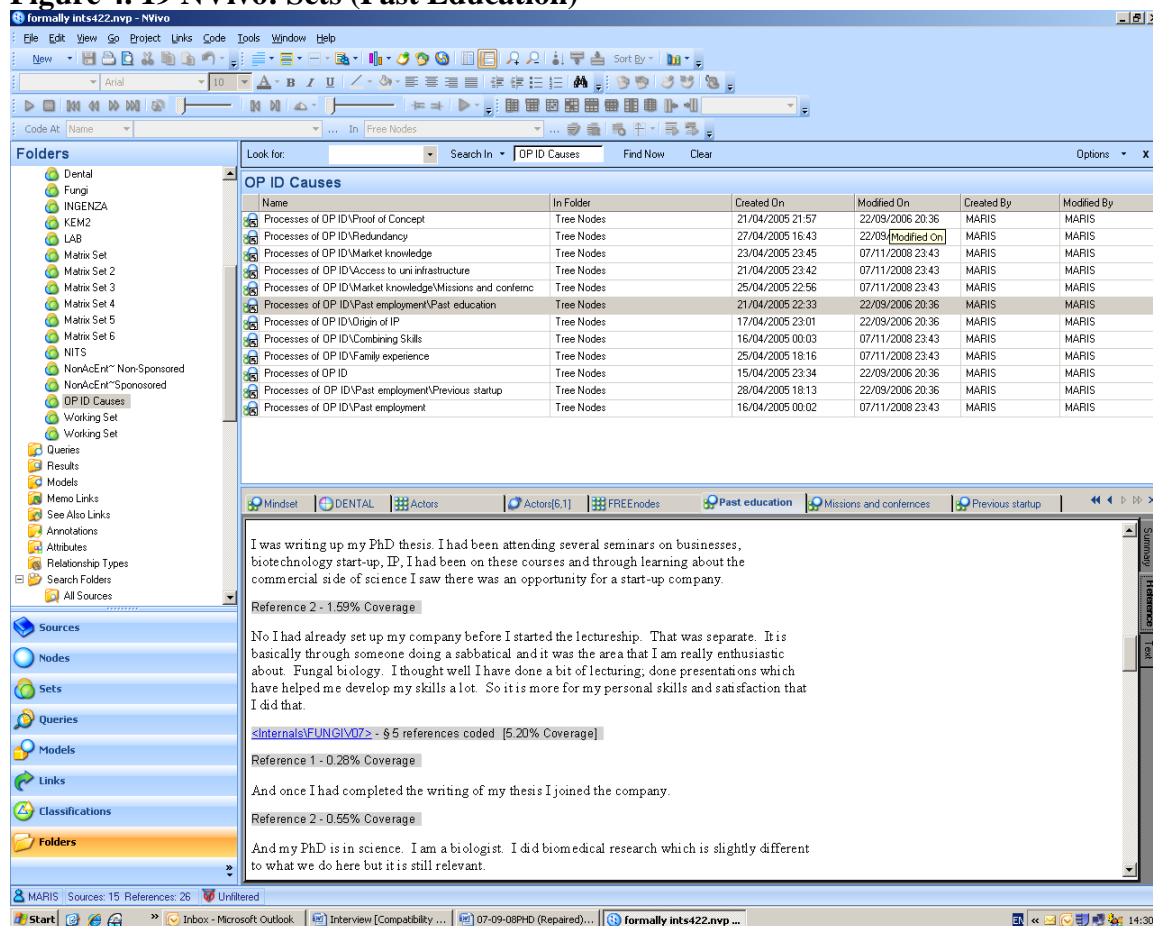 Figure 4. 19 NVivo: Sets (Past Education)
formally ints422.nvp - NVivo
File Edit View Go Project Links Code Tools Window Help
New Sort By
Arial 10 A B I U
Code At Name ... In Free Nodes ...
Folders
Look for: Search In OP ID Causes Find Now Clear Options x
Dental
Fungi
INGENZA
KEM2
LAB
Matrix Set
Matrix Set 2
Matrix Set 3
Matrix Set 4
Matrix Set 5
Matrix Set 6
NITS
NonAcEnt~ Non-Sponsored
NonAcEnt~Sponosored
OP ID Causes
Working Set
Working Set
Queries
Results
Models
Memo Links
See Also Links
Annotations
Attributes
Relationship Types
Search Folders
All Sources
Sources
Nodes
Sets
Queries
Models
Links
Classifications
Folders
OP ID Causes
Name In Folder Created On Modified On Created By Modified By
Processes of OP ID\Proof of Concept Tree Nodes 21/04/2005 21:57 22/09/2006 20:36 MARIS MARIS
Processes of OP ID\Redundancy Tree Nodes 27/04/2005 16:43 22/09/ Modified On MARIS MARIS
Processes of OP ID\Market knowledge Tree Nodes 23/04/2005 23:45 07/11/2008 23:43 MARIS MARIS
Processes of OP ID\Access to uni infrastructure Tree Nodes 21/04/2005 23:42 07/11/2008 23:43 MARIS MARIS
Processes of OP ID\Market knowledge\Missions and confernc Tree Nodes 25/04/2005 22:56 07/11/2008 23:43 MARIS MARIS
Processes of OP ID\Past employment\Past education Tree Nodes 21/04/2005 22:33 22/09/2006 20:36 MARIS MARIS
Processes of OP ID\Origin of IP Tree Nodes 17/04/2005 23:01 22/09/2006 20:36 MARIS MARIS
Processes of OP ID\Combining Skills Tree Nodes 16/04/2005 00:03 07/11/2008 23:43 MARIS MARIS
Processes of OP ID\Family experience Tree Nodes 25/04/2005 18:16 07/11/2008 23:43 MARIS MARIS
Processes of OP ID Tree Nodes 15/04/2005 23:34 22/09/2006 20:36 MARIS MARIS
Processes of OP ID\Past employment\Previous startup Tree Nodes 28/04/2005 18:13 22/09/2006 20:36 MARIS MARIS
Processes of OP ID\Past employment Tree Nodes 16/04/2005 00:02 07/11/2008 23:43 MARIS MARIS
Mindset DENTAL Actors Actors[6,1] FREEnodes Past education Missions and confernces Previous startup
I was writing up my PhD thesis. I had been attending several seminars on businesses,
biotechnology start-up, IP, I had been on these courses and through learning about the
commercial side of science I saw there was an opportunity for a start-up company.
Reference 2 - 1.59% Coverage
No I had already set up my company before I started the lectureship. That was separate. It is
basically through someone doing a sabbatical and it was the area that I am really enthusiastic
about. Fungal biology. I thought well I have done a bit of lecturing; done presentations which
have helped me develop my skills a lot. So it is more for my personal skills and satisfaction that
I did that.
<Internals\FUNGIV07> - § 5 references coded [5.20% Coverage]
Reference 1 - 0.28% Coverage
And once I had completed the writing of my thesis I joined the company.
Reference 2 - 0.55% Coverage
And my PhD is in science. I am a biologist. I did biomedical research which is slightly different
to what we do here but it is still relevant.
Summary
Reference
Text
MARIS Sources: 15 References: 26 Unfiltered
Start Inbox - Microsoft Outlook Interview [Compatibility ... 07-09-08PHD (Repaired)... formally ints422.nvp ... EN 14:30